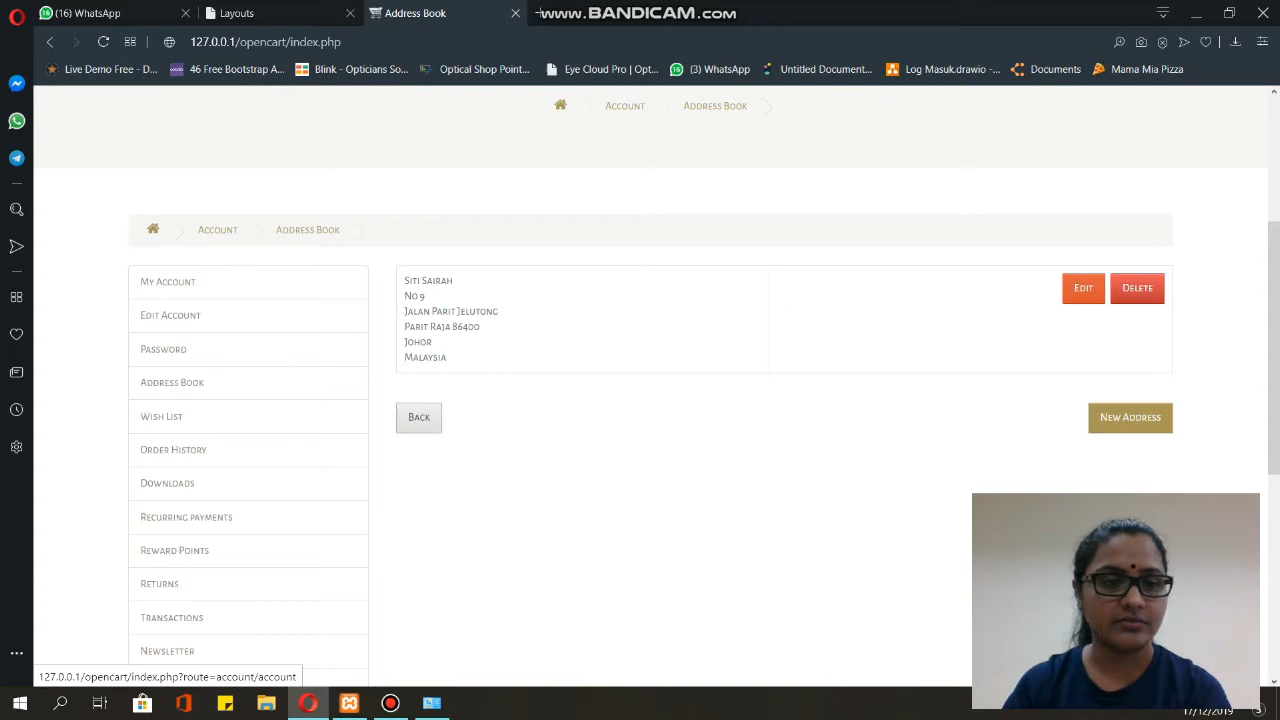 (16) WhatsApp
Layouts
Address Book
www.BANDICAM.com
127.0.0.1/opencart/index.php
Live Demo Free - D...
46 Free Bootstrap A...
Blink - Opticians So...
Optical Shop Point...
Eye Cloud Pro | Opt...
(3) WhatsApp
Untitled Document...
Log Masuk.drawio -...
Documents
Mama Mia Pizza
Account
Address Book
Account
Address Book
My Account
Edit Account
Password
Address Book
Wish List
Order History
Downloads
Recurring payments
Reward Points
Returns
Transactions
Newsletter
Siti Sairah
No 9
Jalan Parit Jelutong
Parit Raja 86400
Johor
Malaysia
Edit
Delete
Back
New Address
127.0.0.1/opencart/index.php?route=account/account
17/12/2019